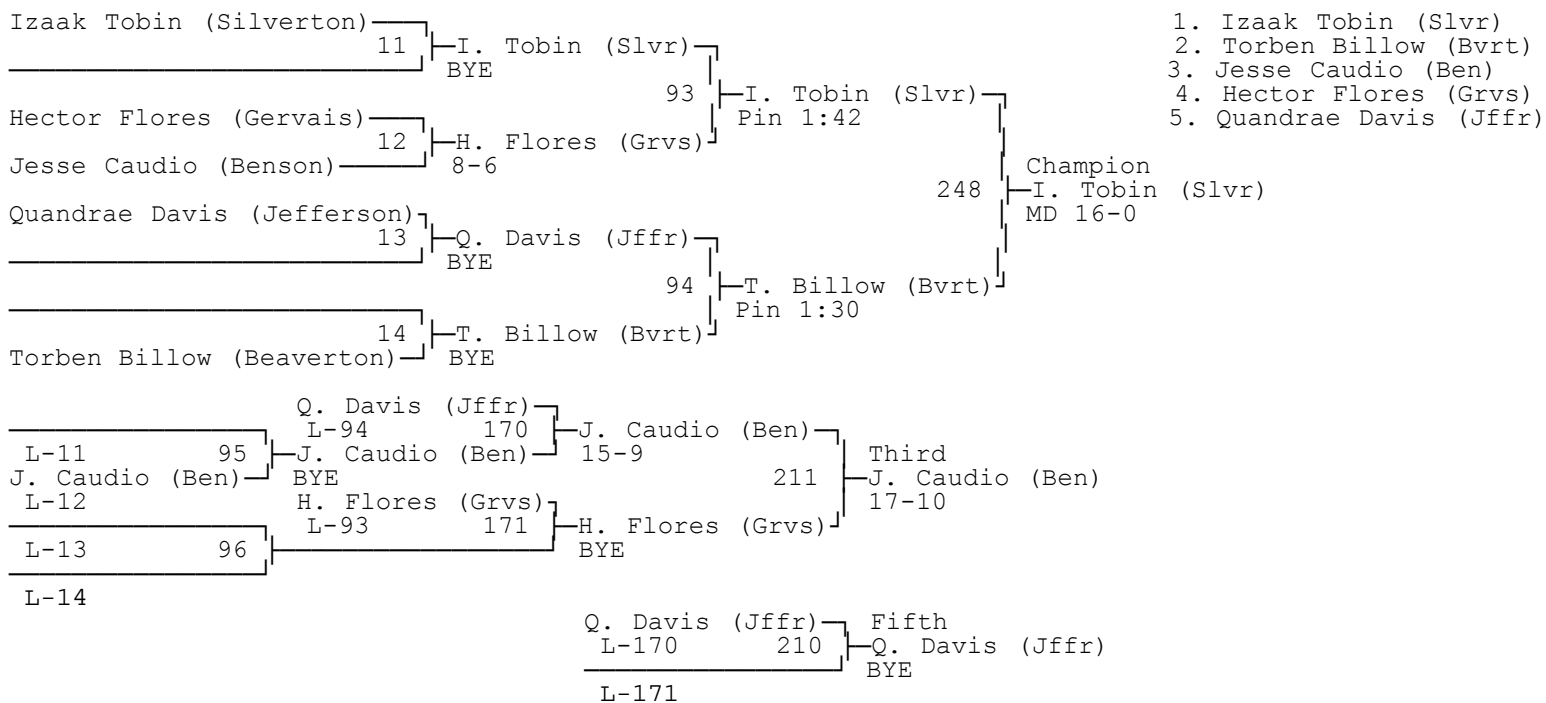 Izaak Tobin (Silverton)
11 I. Tobin (Slvr)
BYE
93 I. Tobin (Slvr)
Pin 1:42
Hector Flores (Gervais)
12 H. Flores (Grvs)
Jesse Caudio (Benson) 8-6
Champion
248 I. Tobin (Slvr)
MD 16-0
Quandrae Davis (Jefferson)
13 Q. Davis (Jffr)
BYE
94 T. Billow (Bvrt)
Pin 1:30
14 T. Billow (Bvrt)
Torben Billow (Beaverton) BYE
1. Izaak Tobin (Slvr)
2. Torben Billow (Bvrt)
3. Jesse Caudio (Ben)
4. Hector Flores (Grvs)
5. Quandrae Davis (Jffr)
Q. Davis (Jffr)
L-94 170 J. Caudio (Ben)
L-11 95 J. Caudio (Ben) 15-9
J. Caudio (Ben) BYE
L-12
Third
211 J. Caudio (Ben)
17-10
H. Flores (Grvs)
L-93 171 H. Flores (Grvs)
L-13 96 BYE
L-14
Q. Davis (Jffr) Fifth
L-170 210 Q. Davis (Jffr)
BYE
L-171